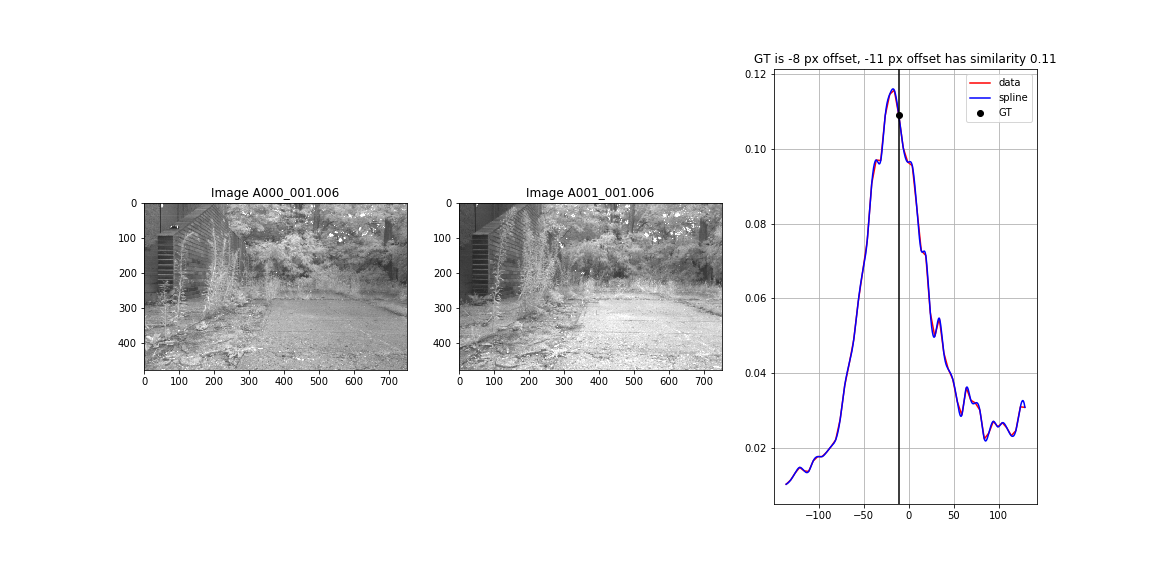 Image A000_001.006
0
100
200
300
400
0 100 200 300 400 500 600 700
Image A001_001.006
0
100
200
300
400
0 100 200 300 400 500 600 700
GT is -8 px offset, -11 px offset has similarity 0.11
0.12
0.10
0.08
0.06
0.04
0.02
−100 −50 0 50 100
data
spline
GT